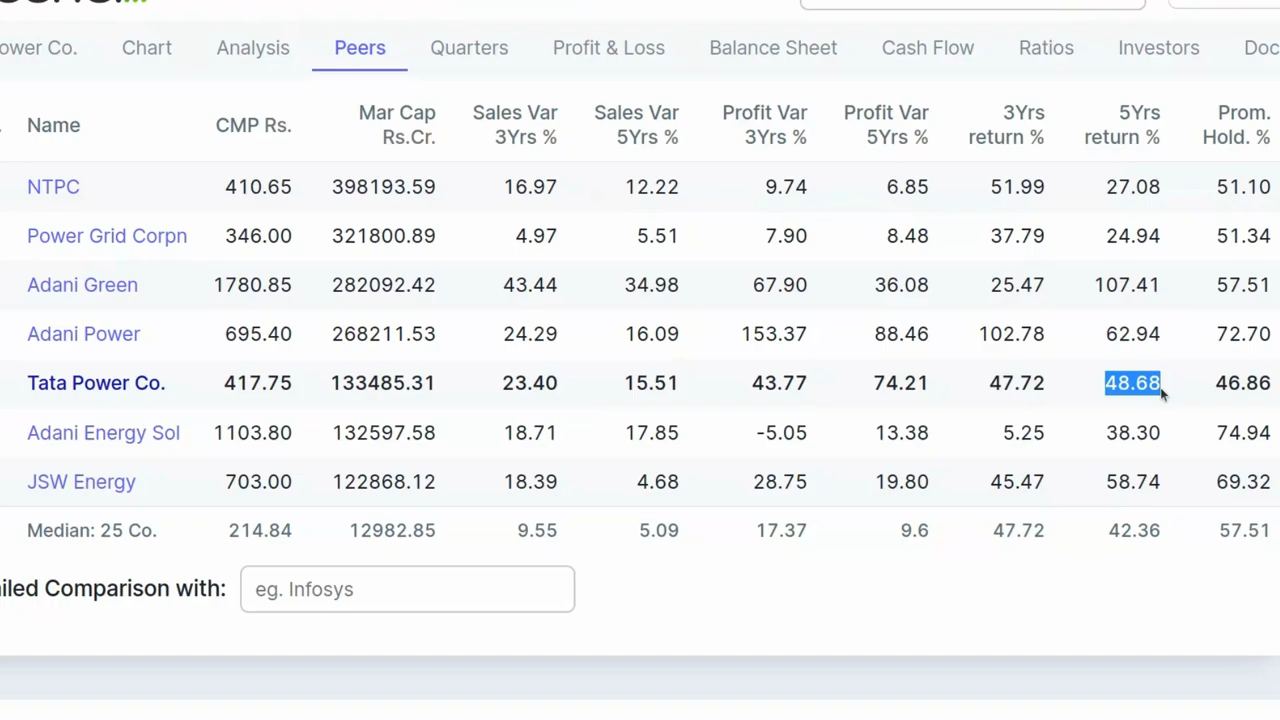 ower Co. Chart Analysis Peers Quarters Profit & Loss Balance Sheet Cash Flow Ratios Investors Doc
Name CMP Rs. Mar Cap Rs.Cr. Sales Var 3Yrs % Sales Var 5Yrs % Profit Var 3Yrs % Profit Var 5Yrs % 3Yrs return % 5Yrs return % Prom. Hold. %
NTPC 410.65 398193.59 16.97 12.22 9.74 6.85 51.99 27.08 51.10
Power Grid Corpn 346.00 321800.89 4.97 5.51 7.90 8.48 37.79 24.94 51.34
Adani Green 1780.85 282092.42 43.44 34.98 67.90 36.08 25.47 107.41 57.51
Adani Power 695.40 268211.53 24.29 16.09 153.37 88.46 102.78 62.94 72.70
Tata Power Co. 417.75 133485.31 23.40 15.51 43.77 74.21 47.72 48.68 46.86
Adani Energy Sol 1103.80 132597.58 18.71 17.85 -5.05 13.38 5.25 38.30 74.94
JSW Energy 703.00 122868.12 18.39 4.68 28.75 19.80 45.47 58.74 69.32
Median: 25 Co. 214.84 12982.85 9.55 5.09 17.37 9.6 47.72 42.36 57.51
ailed Comparison with: eg. Infosys